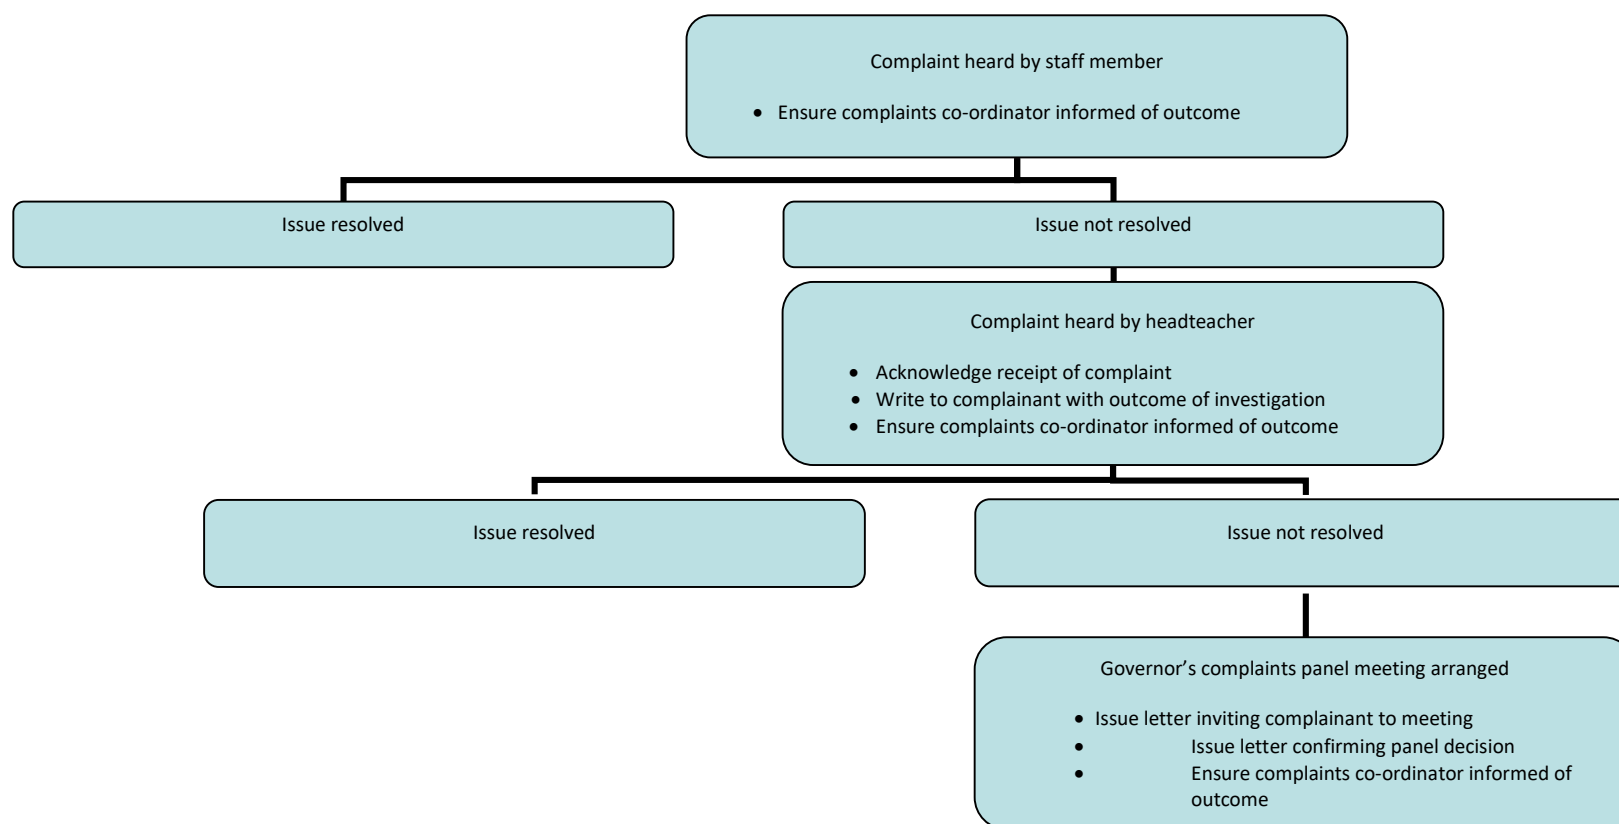 Complaint heard by staff member
• Ensure complaints co-ordinator informed of outcome
Issue resolved
Issue not resolved
Complaint heard by headteacher
• Acknowledge receipt of complaint
• Write to complainant with outcome of investigation
• Ensure complaints co-ordinator informed of outcome
Issue resolved
Issue not resolved
Governor’s complaints panel meeting arranged
• Issue letter inviting complainant to meeting
• Issue letter confirming panel decision
• Ensure complaints co-ordinator informed of
outcome